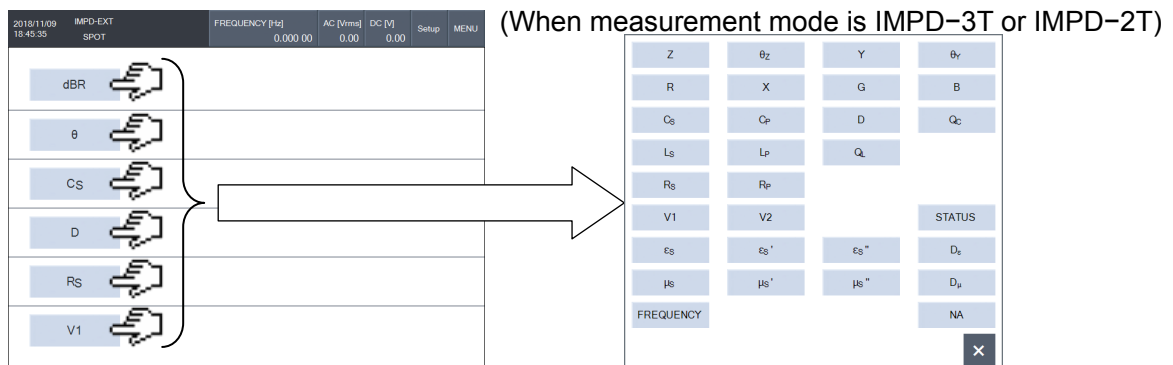 (When measurement mode is IMPD−3T or IMPD−2T)
2018/11/09 IMPD-EXT FREQUENCY [Hz] AC [Vrms] DC [V] Setup MENU
18:45:35 SPOT 0.000 00 0.00 0.00
dBR
θ
CS
D
RS
V1
Z θZ Y θY
R X G B
CS CP D QC
LS LP QL
RS RP
V1 V2 STATUS
εS εS' εS" Dε
μS μS' μS" Dμ
FREQUENCY NA
×